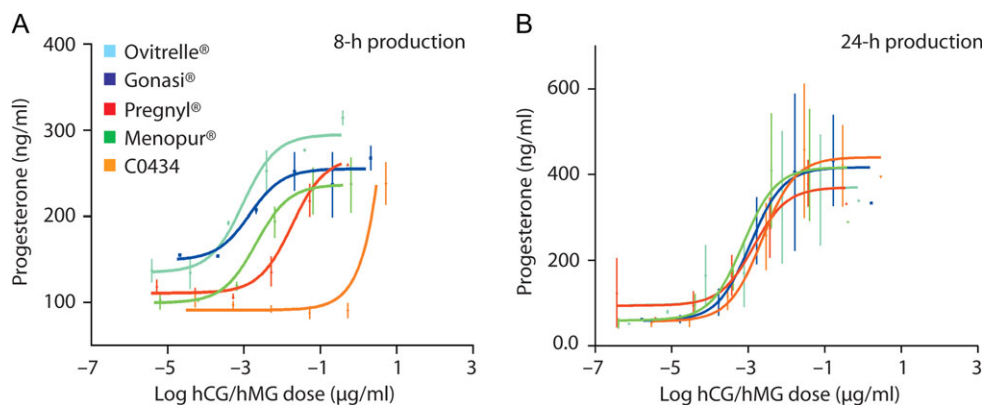 A
8-h production
400
300
200
100
Progesterone (ng/ml)
Ovitrelle®
Gonasi®
Pregnyl®
Menopur®
C0434
−7 −5 −3 −1 1 3
Log hCG/hMG dose (μg/ml)
B
24-h production
600
400
200
0.0
Progesterone (ng/ml)
−7 −5 −3 −1 1 3
Log hCG/hMG dose (μg/ml)